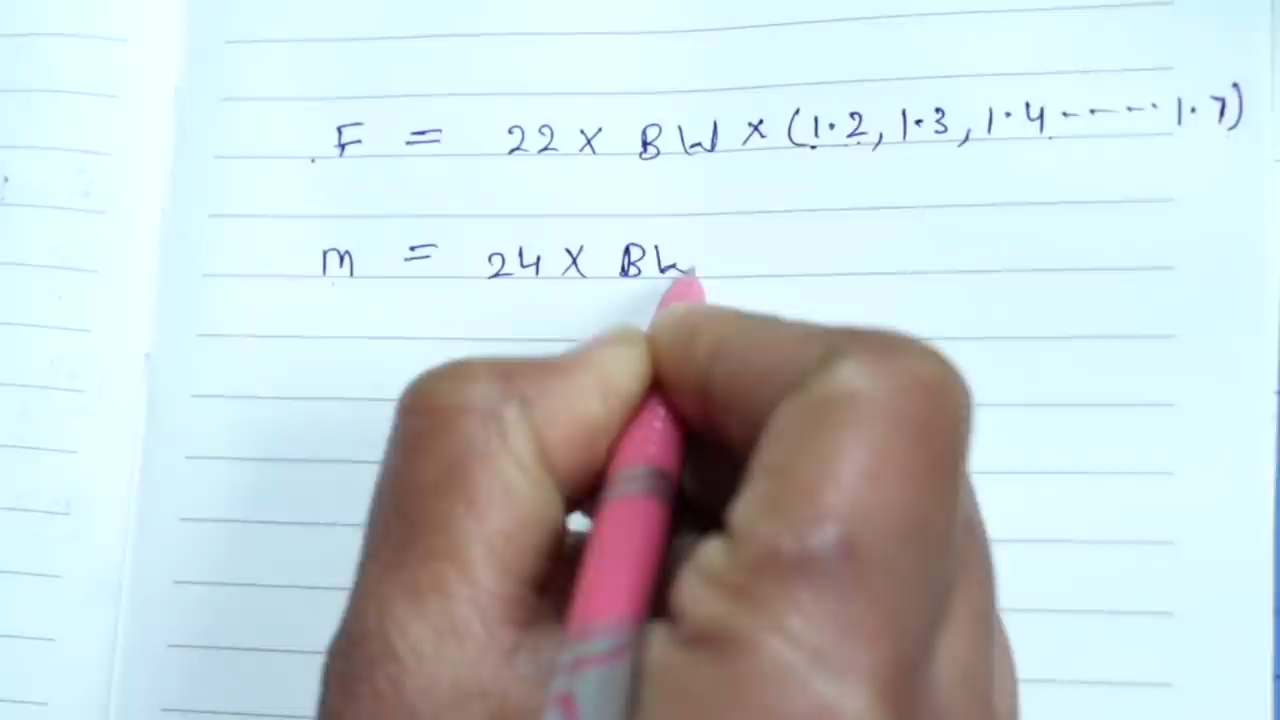 F = 22 x BW x (1.2, 1.3, 1.4 ------ 1.7)
m = 24 x B